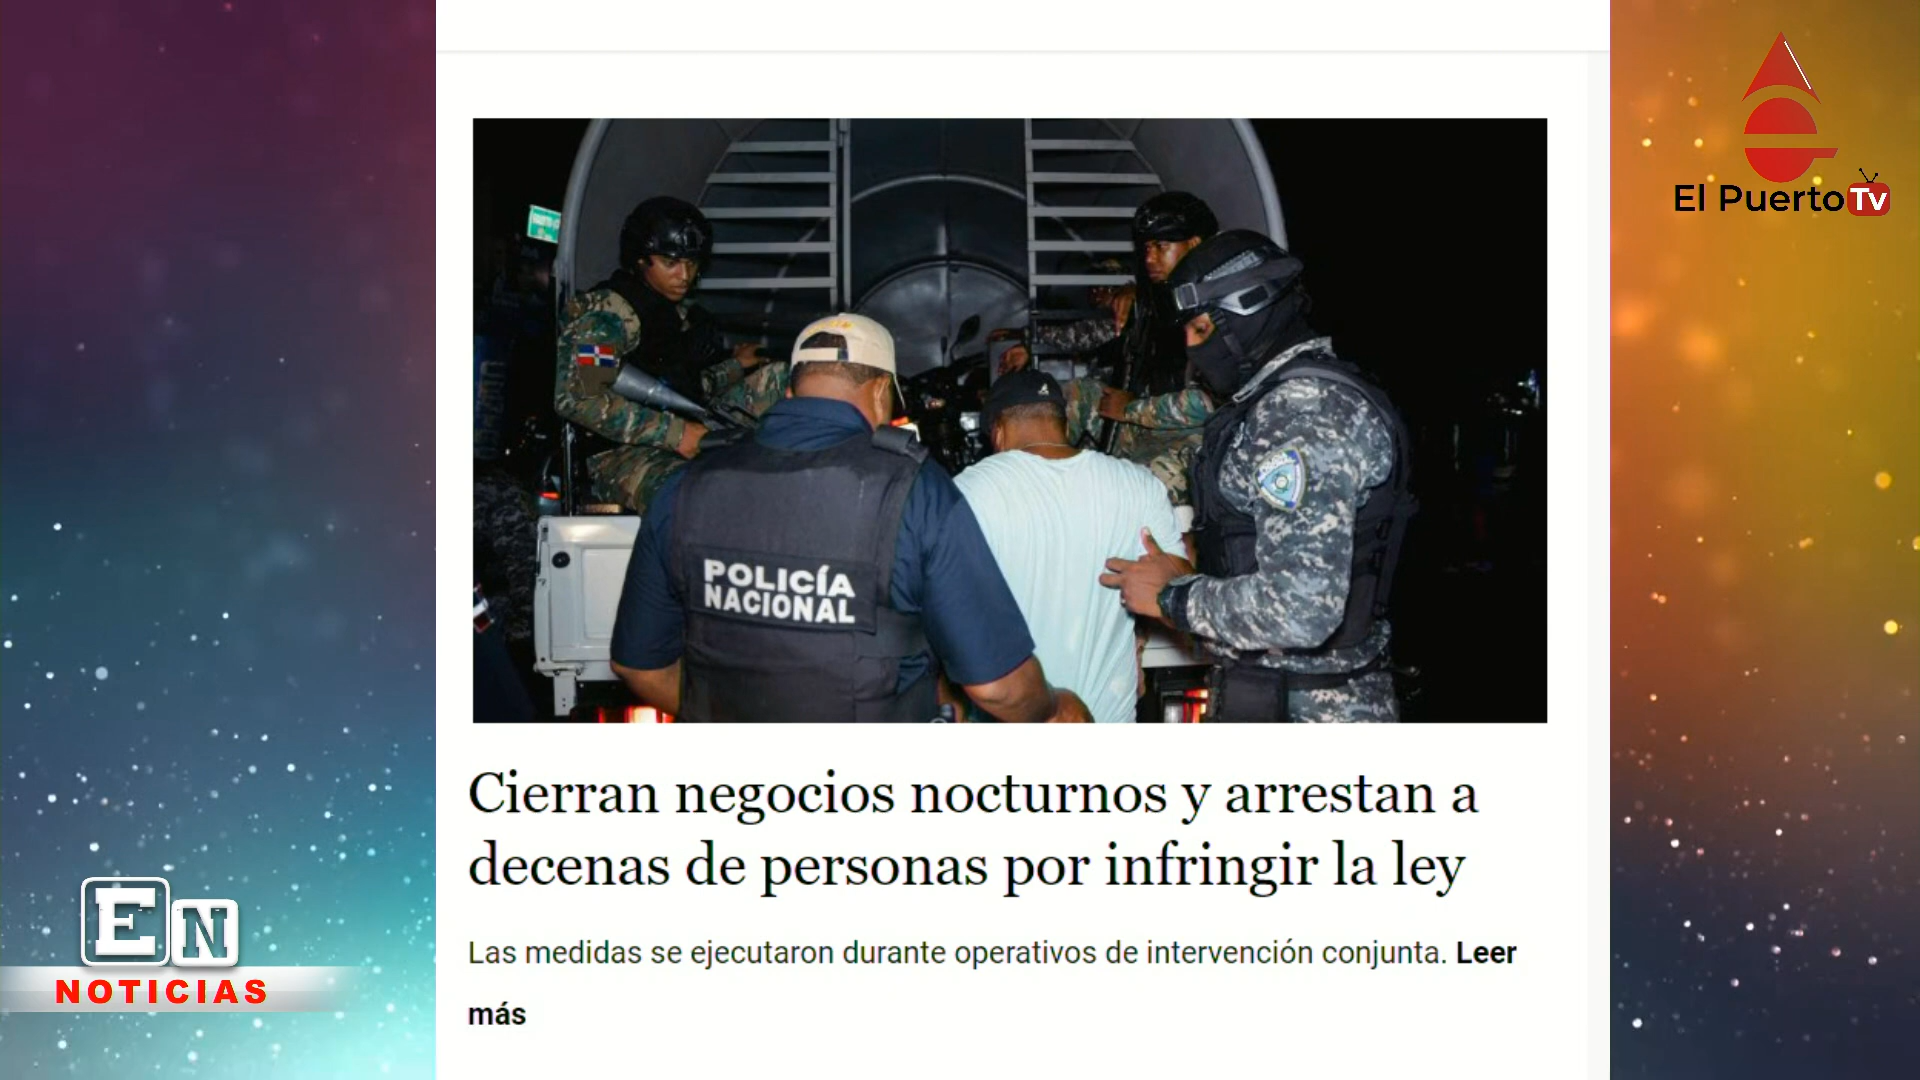 El Puerto Tv
POLICÍA
NACIONAL
Cierran negocios nocturnos y arrestan a
decenas de personas por infringir la ley
Las medidas se ejecutaron durante operativos de intervención conjunta. Leer
más
EN
NOTICIAS